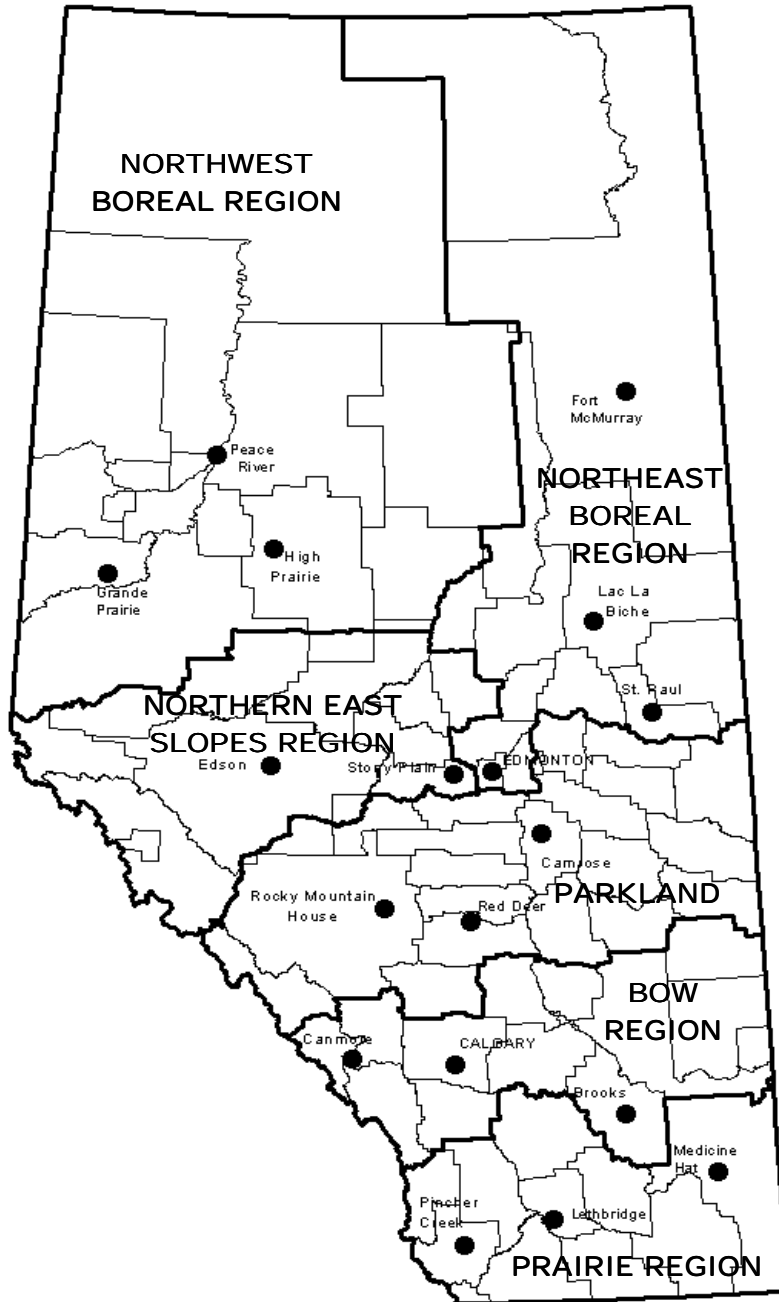 NORTHWEST
BOREAL REGION
Fort
McMurray
Peace
River
NORTHEAST
BOREAL
REGION
High
Prairie
Grande
Prairie
Lac La
Biche
St. Paul
NORTHERN EAST
SLOPES REGION
Edson
Stony Plain
EDMONTON
Camrose
Rocky Mountain
House
Red Deer
PARKLAND
BOW
REGION
Canmore
CALGARY
Brooks
Medicine
Hat
Pincher
Creek
Lethbridge
PRAIRIE REGION